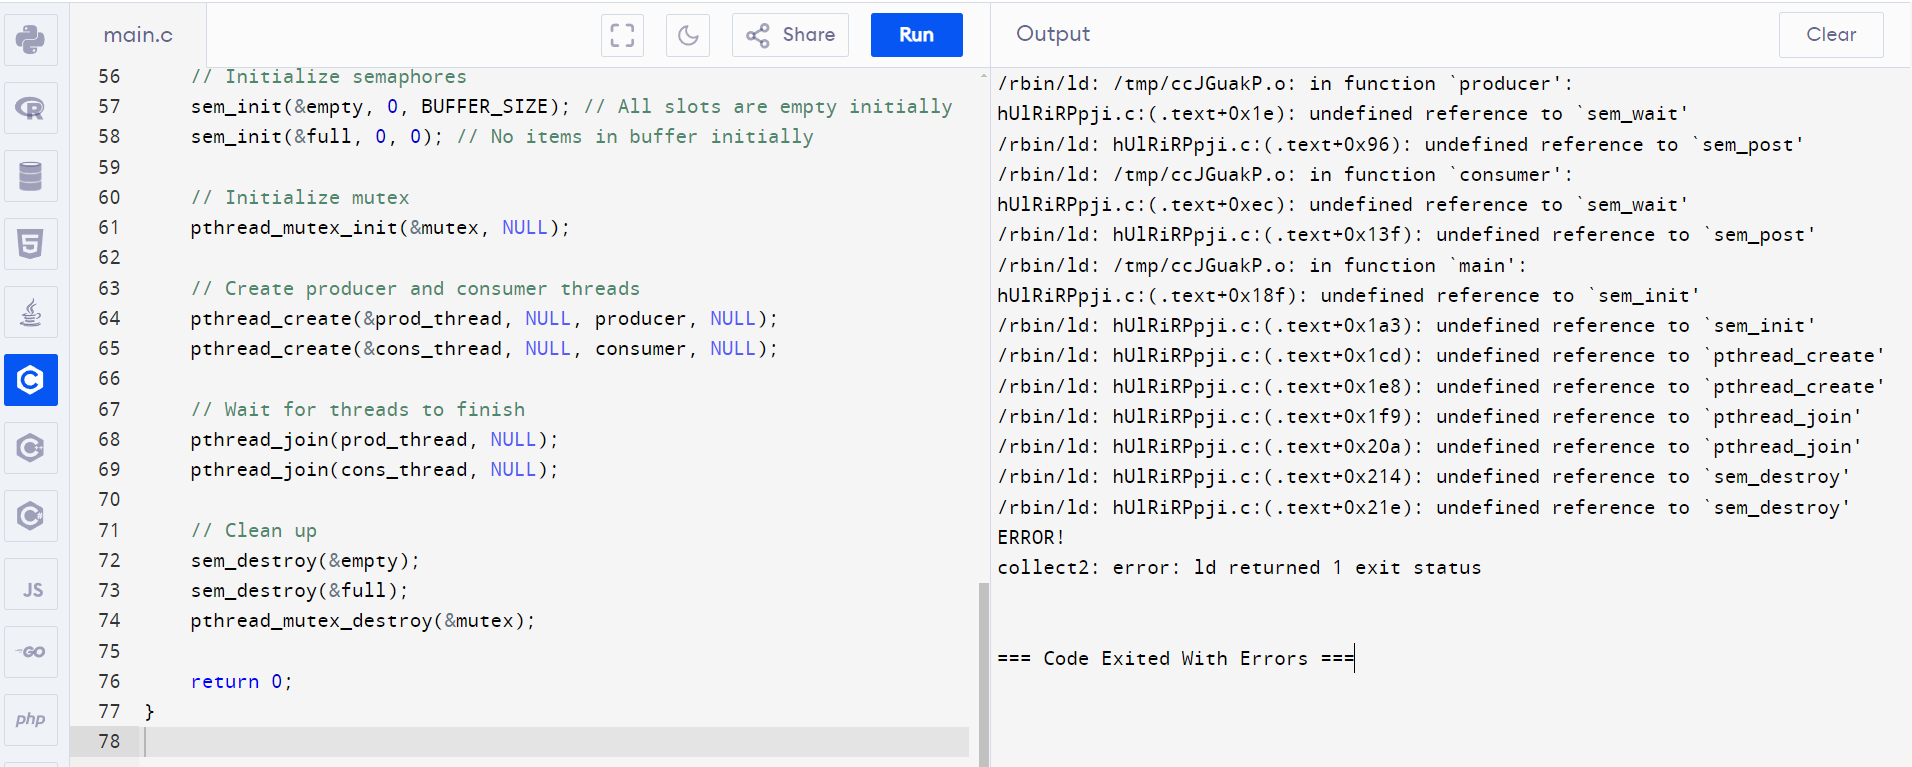 main.c
Share
Run
Output
Clear
R
5
C
C
C
JS
GO
php
56 // Initialize semaphores
57 sem_init(&empty, 0, BUFFER_SIZE); // All slots are empty initially
58 sem_init(&full, 0, 0); // No items in buffer initially
59
60 // Initialize mutex
61 pthread_mutex_init(&mutex, NULL);
62
63 // Create producer and consumer threads
64 pthread_create(&prod_thread, NULL, producer, NULL);
65 pthread_create(&cons_thread, NULL, consumer, NULL);
66
67 // Wait for threads to finish
68 pthread_join(prod_thread, NULL);
69 pthread_join(cons_thread, NULL);
70
71 // Clean up
72 sem_destroy(&empty);
73 sem_destroy(&full);
74 pthread_mutex_destroy(&mutex);
75
76 return 0;
77 }
78
/rbin/ld: /tmp/ccJGuakP.o: in function `producer':
hUlRiRPpji.c:(.text+0x1e): undefined reference to `sem_wait'
/rbin/ld: hUlRiRPpji.c:(.text+0x96): undefined reference to `sem_post'
/rbin/ld: /tmp/ccJGuakP.o: in function `consumer':
hUlRiRPpji.c:(.text+0xec): undefined reference to `sem_wait'
/rbin/ld: hUlRiRPpji.c:(.text+0x13f): undefined reference to `sem_post'
/rbin/ld: /tmp/ccJGuakP.o: in function `main':
hUlRiRPpji.c:(.text+0x18f): undefined reference to `sem_init'
/rbin/ld: hUlRiRPpji.c:(.text+0x1a3): undefined reference to `sem_init'
/rbin/ld: hUlRiRPpji.c:(.text+0x1cd): undefined reference to `pthread_create'
/rbin/ld: hUlRiRPpji.c:(.text+0x1e8): undefined reference to `pthread_create'
/rbin/ld: hUlRiRPpji.c:(.text+0x1f9): undefined reference to `pthread_join'
/rbin/ld: hUlRiRPpji.c:(.text+0x20a): undefined reference to `pthread_join'
/rbin/ld: hUlRiRPpji.c:(.text+0x214): undefined reference to `sem_destroy'
/rbin/ld: hUlRiRPpji.c:(.text+0x21e): undefined reference to `sem_destroy'
ERROR!
collect2: error: ld returned 1 exit status
=== Code Exited With Errors ===